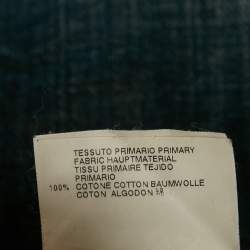 TESSUTO PRIMARIO PRIMARY
FABRIC HAUPTMATERIAL
TISSU PRIMAIRE TEJIDO
PRIMARIO
100% COTONE COTTON BAUMWOLLE
COTON ALGODON